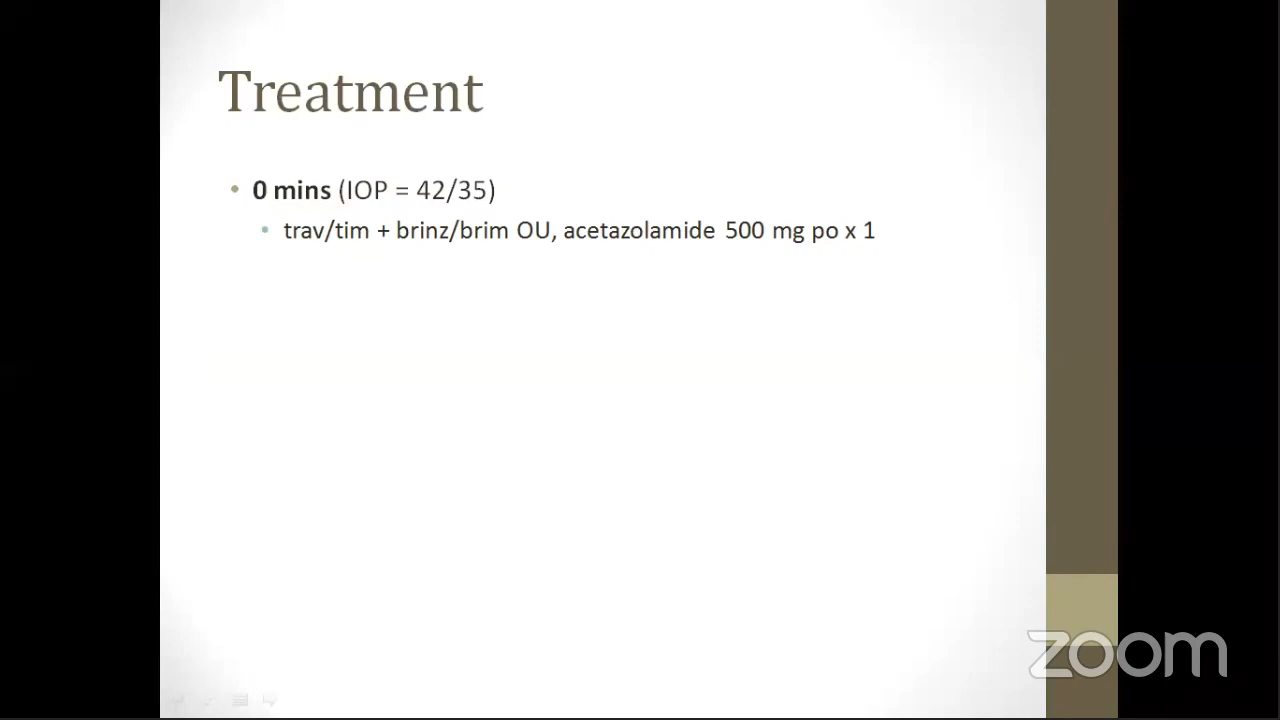 Treatment
• 0 mins (IOP = 42/35)
• trav/tim + brinz/brim OU, acetazolamide 500 mg po x 1
zoom